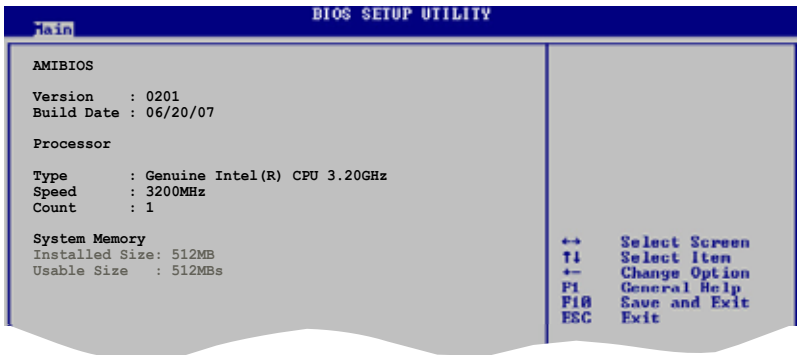 BIOS SETUP UTILITY
Main
AMIBIOS
Version : 0201
Build Date : 06/20/07
Processor
Type : Genuine Intel(R) CPU 3.20GHz
Speed : 3200MHz
Count : 1
System Memory
Installed Size: 512MB
Usable Size : 512MBs
←→ Select Screen
↑↓ Select Item
+- Change Option
F1 General Help
F10 Save and Exit
ESC Exit